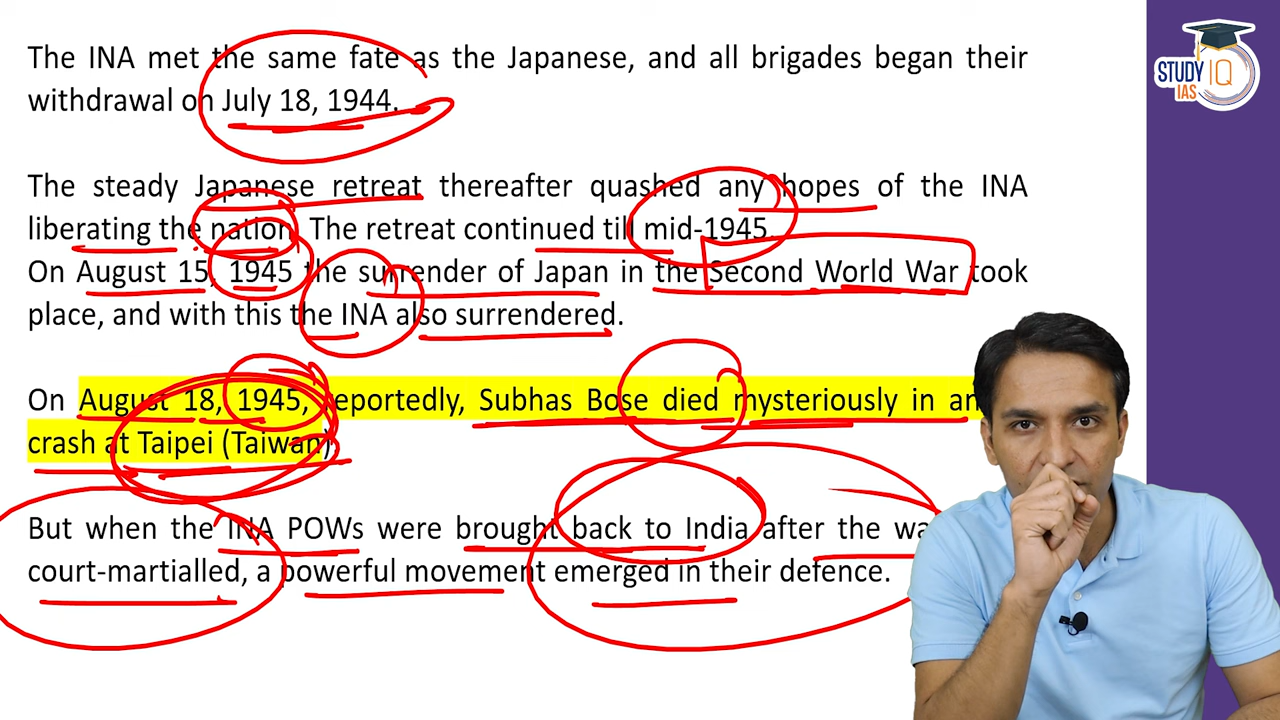 The INA met the same fate as the Japanese, and all brigades began their
withdrawal on July 18, 1944.
The steady Japanese retreat thereafter quashed any hopes of the INA
liberating the nation. The retreat continued till mid-1945.
On August 15, 1945 the surrender of Japan in the Second World War took
place, and with this the INA also surrendered.
On August 18, 1945, reportedly, Subhas Bose died mysteriously in an
crash at Taipei (Taiwan)
But when the INA POWs were brought back to India after the
court-martialled, a powerful movement emerged in their defence.
STUDY IQ
IAS